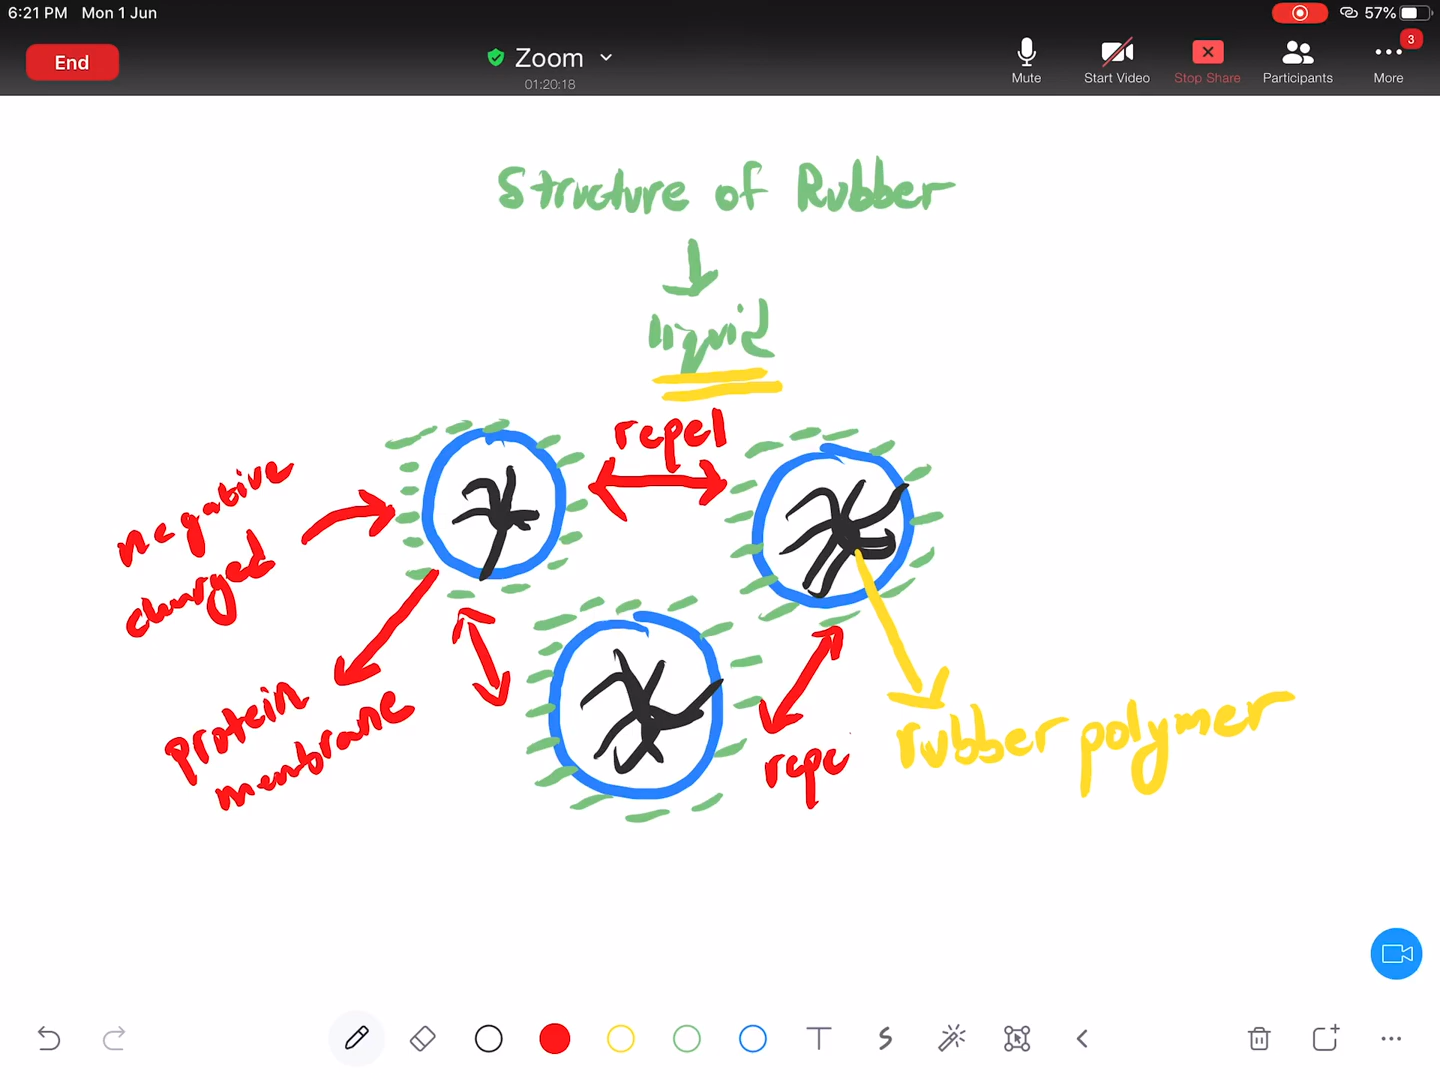 6:21 PM Mon 1 Jun
57%
End
Zoom
01:20:18
Mute
Start Video
Stop Share
Participants
3
More
Structure of Rubber
liquid
repel
negative
charged
protein
membrane
repe
rubber polymer
T